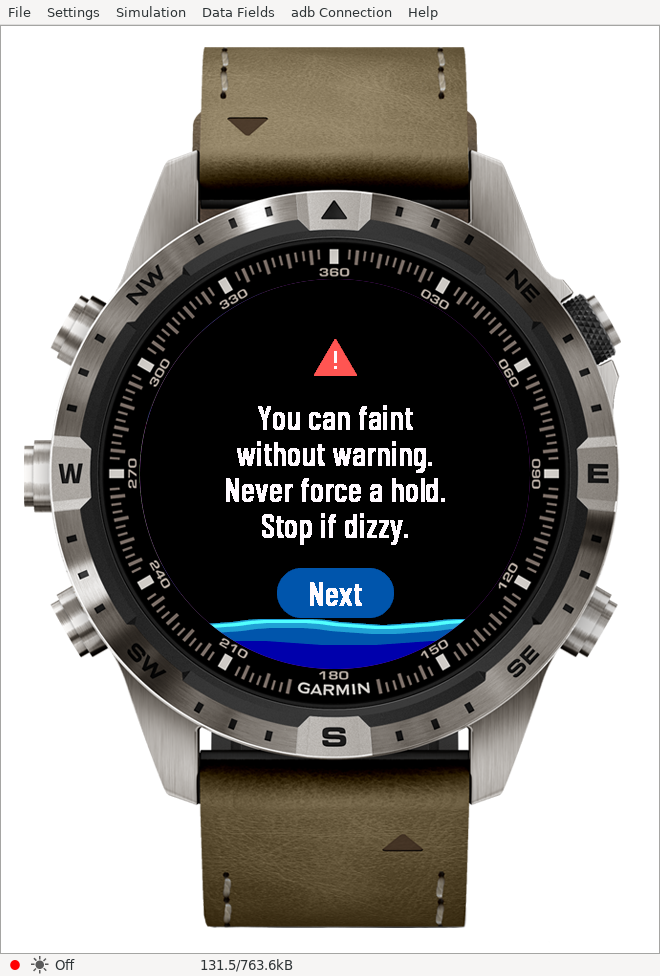 File Settings Simulation Data Fields adb Connection Help
360
330 030
NW NE
300 060
!
You can faint
without warning.
W 270 Never force a hold. 090 E
Stop if dizzy.
240 120
Next
210 150
SW SE
180
GARMIN
S
Off 131.5/763.6kB